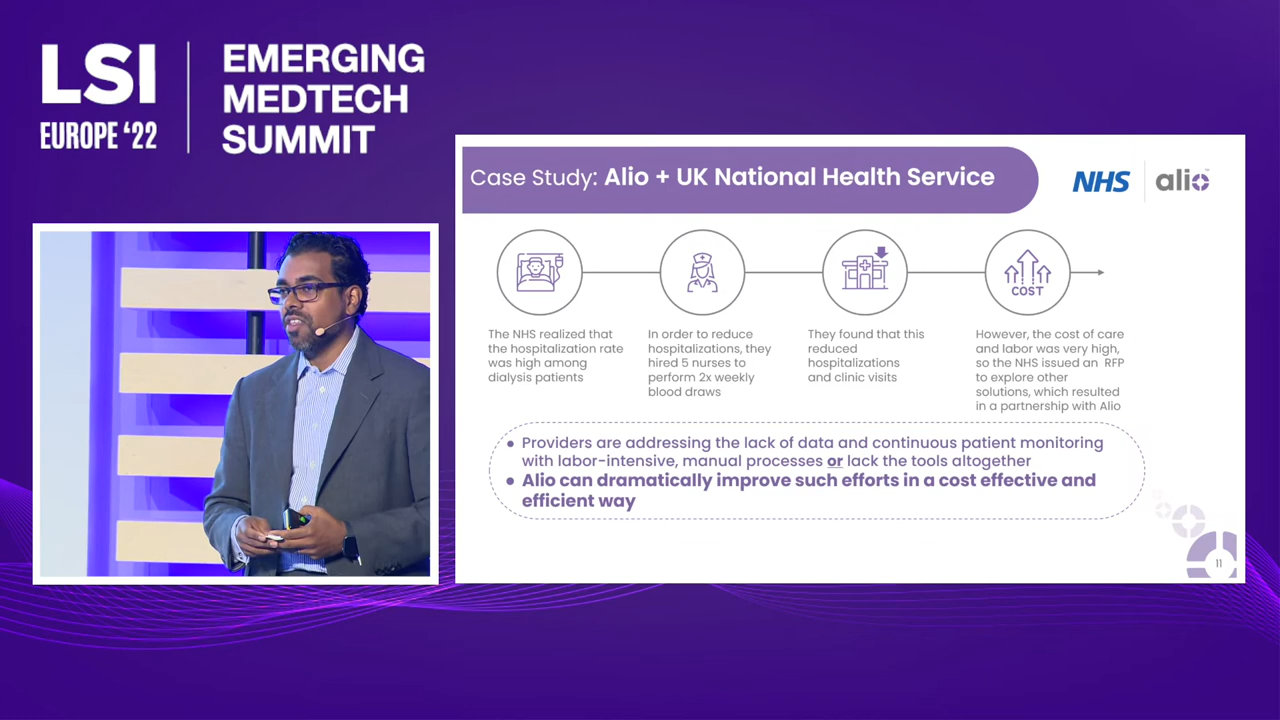 LSI
EUROPE ‘22
EMERGING
MEDTECH
SUMMIT
Case Study: Alio + UK National Health Service
NHS
alio™
COST
The NHS realized that
the hospitalization rate
was high among
dialysis patients
In order to reduce
hospitalizations, they
hired 5 nurses to
perform 2x weekly
blood draws
They found that this
reduced
hospitalizations
and clinic visits
However, the cost of care
and labor was very high,
so the NHS issued an RFP
to explore other
solutions, which resulted
in a partnership with Alio
● Providers are addressing the lack of data and continuous patient monitoring
with labor-intensive, manual processes or lack the tools altogether
● Alio can dramatically improve such efforts in a cost effective and
efficient way
11